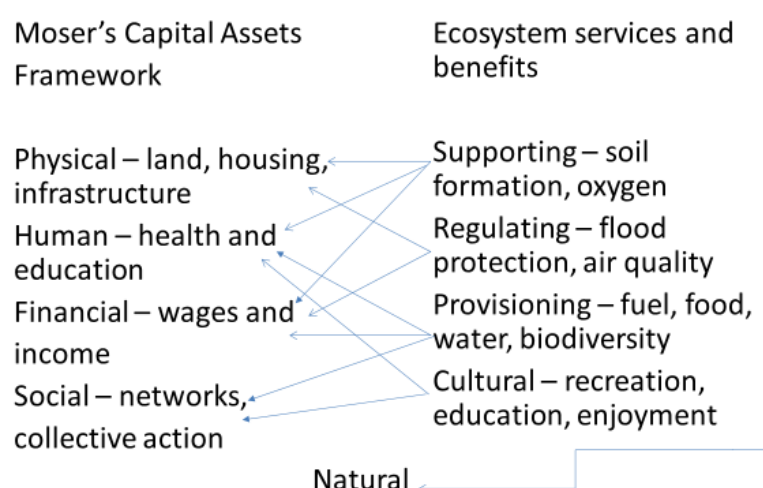 Moser’s Capital Assets
Framework
Physical – land, housing,
infrastructure
Human – health and
education
Financial – wages and
income
Social – networks,
collective action
Ecosystem services and
benefits
Supporting – soil
formation, oxygen
Regulating – flood
protection, air quality
Provisioning – fuel, food,
water, biodiversity
Cultural – recreation,
education, enjoyment
Natural